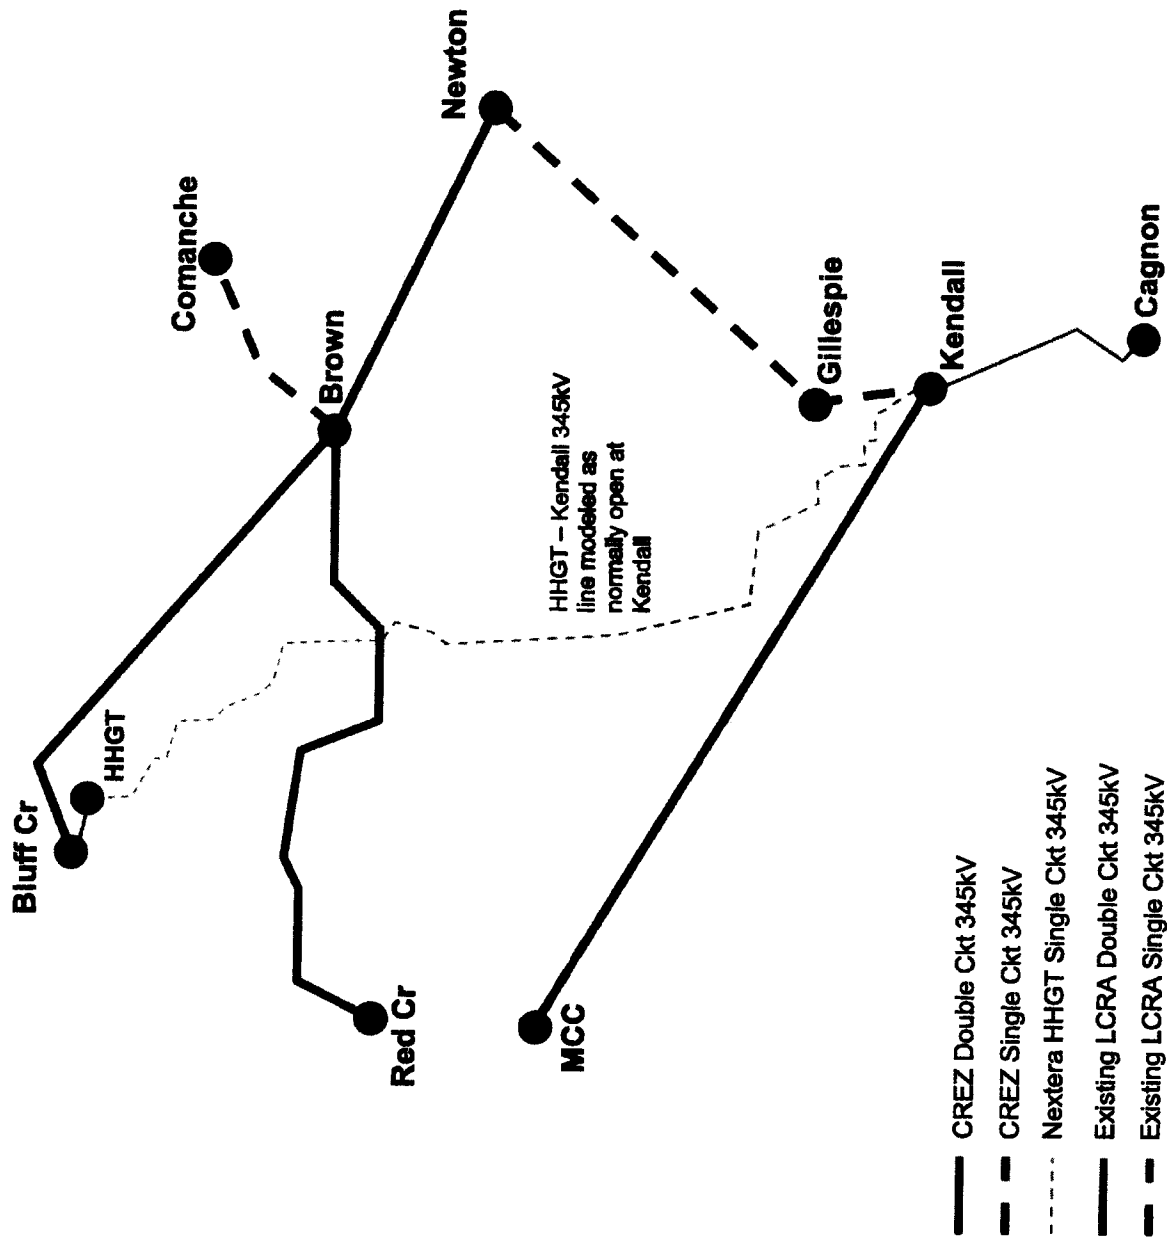 Newton
Comanche
Brown
Gillespie
Kendall
Cagnon
HHGT – Kendall 345kV
line modeled as
normally open at
Kendall
HHGT
Bluff Cr
Red Cr
MCC
CREZ Double Ckt 345kV
CREZ Single Ckt 345kV
Nextera HHGT Single Ckt 345kV
Existing LCRA Double Ckt 345kV
Existing LCRA Single Ckt 345kV